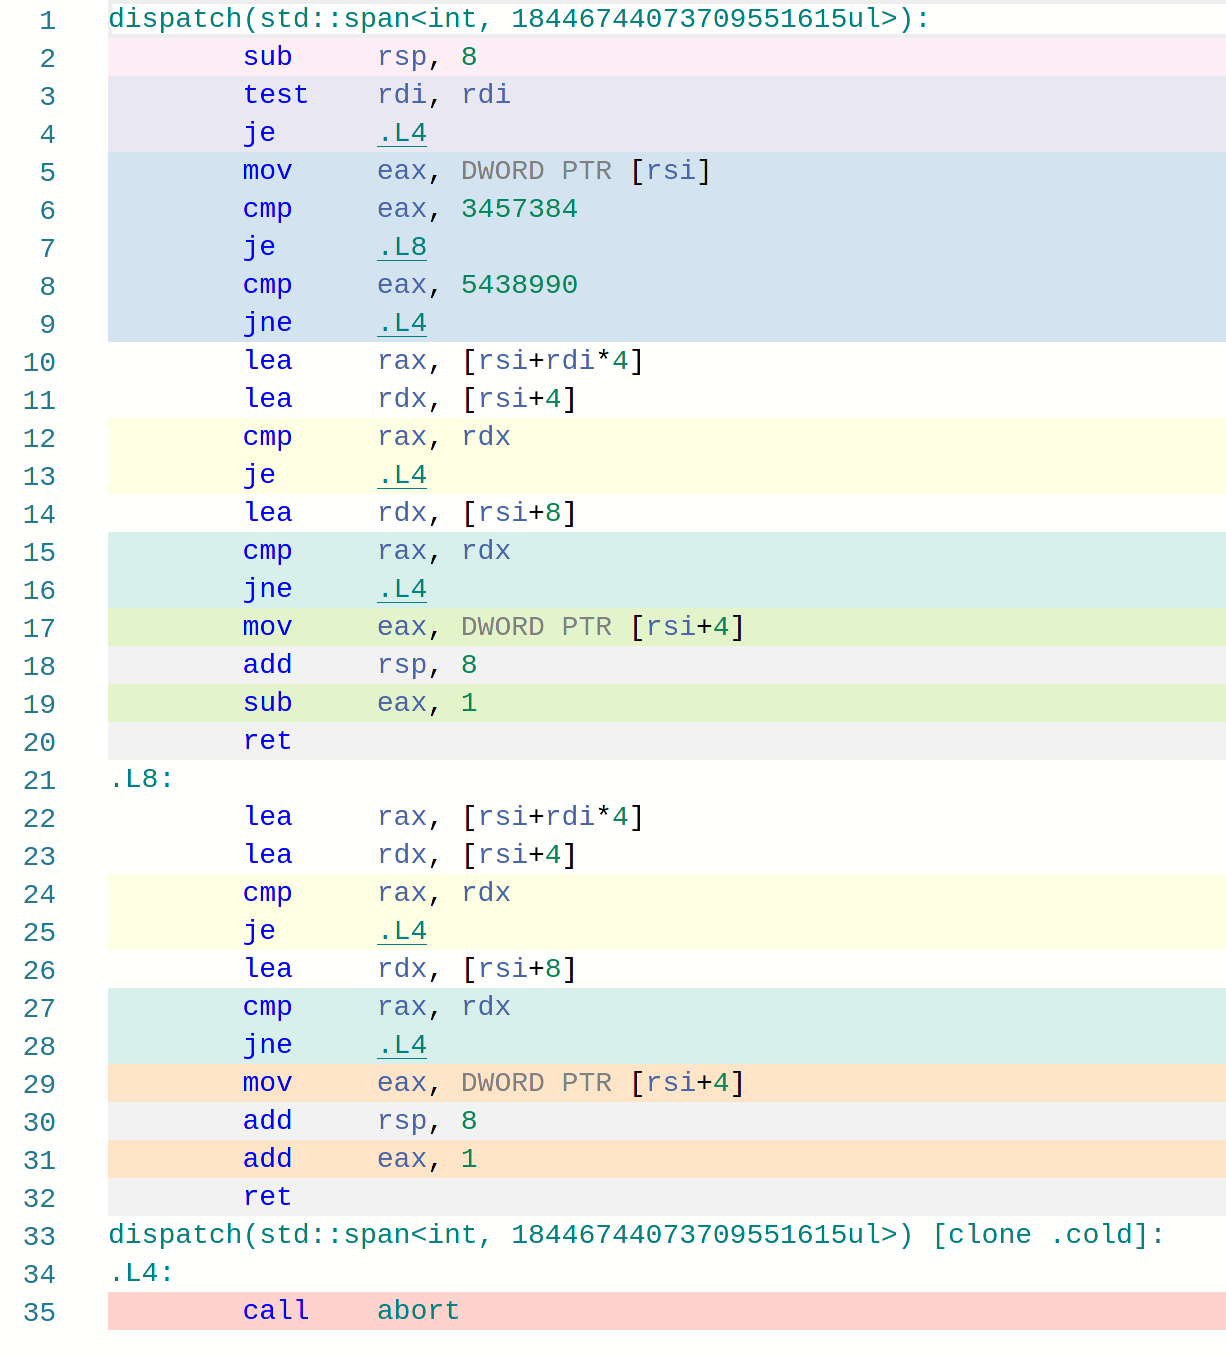 1 dispatch(std::span<int, 18446744073709551615ul>):
2 sub rsp, 8
3 test rdi, rdi
4 je .L4
5 mov eax, DWORD PTR [rsi]
6 cmp eax, 3457384
7 je .L8
8 cmp eax, 5438990
9 jne .L4
10 lea rax, [rsi+rdi*4]
11 lea rdx, [rsi+4]
12 cmp rax, rdx
13 je .L4
14 lea rdx, [rsi+8]
15 cmp rax, rdx
16 jne .L4
17 mov eax, DWORD PTR [rsi+4]
18 add rsp, 8
19 sub eax, 1
20 ret
21 .L8:
22 lea rax, [rsi+rdi*4]
23 lea rdx, [rsi+4]
24 cmp rax, rdx
25 je .L4
26 lea rdx, [rsi+8]
27 cmp rax, rdx
28 jne .L4
29 mov eax, DWORD PTR [rsi+4]
30 add rsp, 8
31 add eax, 1
32 ret
33 dispatch(std::span<int, 18446744073709551615ul>) [clone .cold]:
34 .L4:
35 call abort